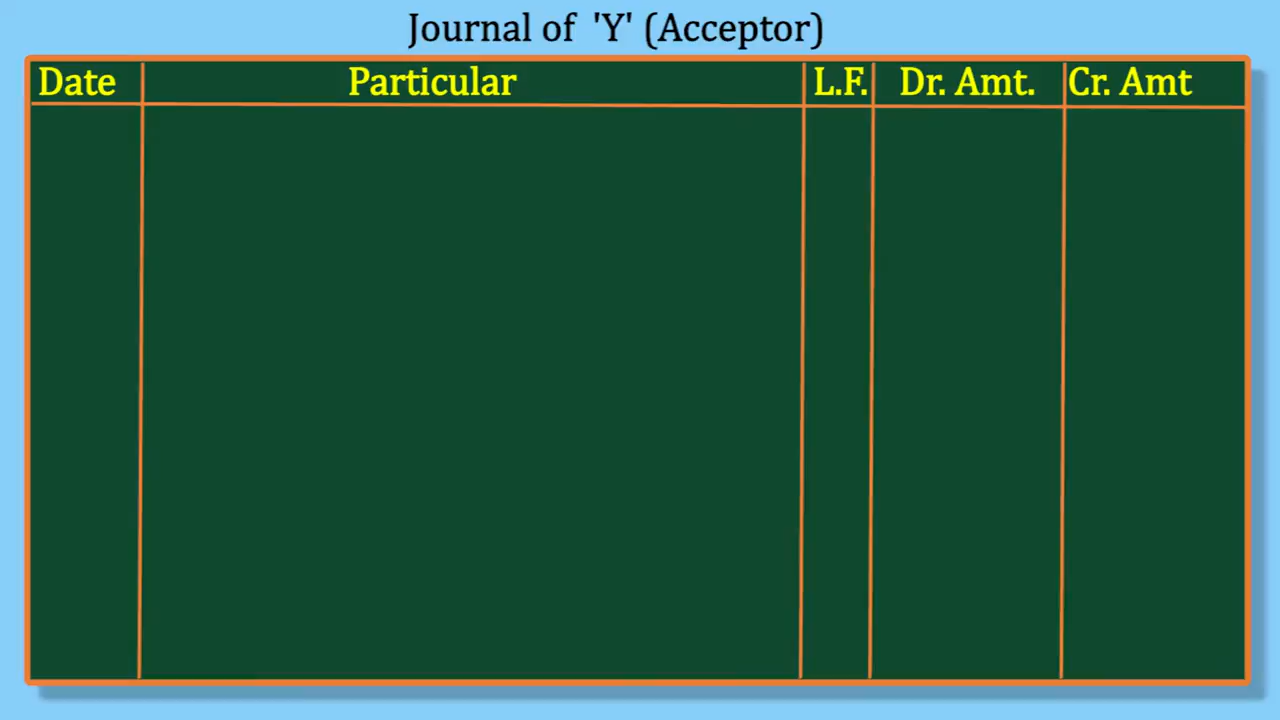 Journal of 'Y' (Acceptor)
Date Particular L.F. Dr. Amt. Cr. Amt